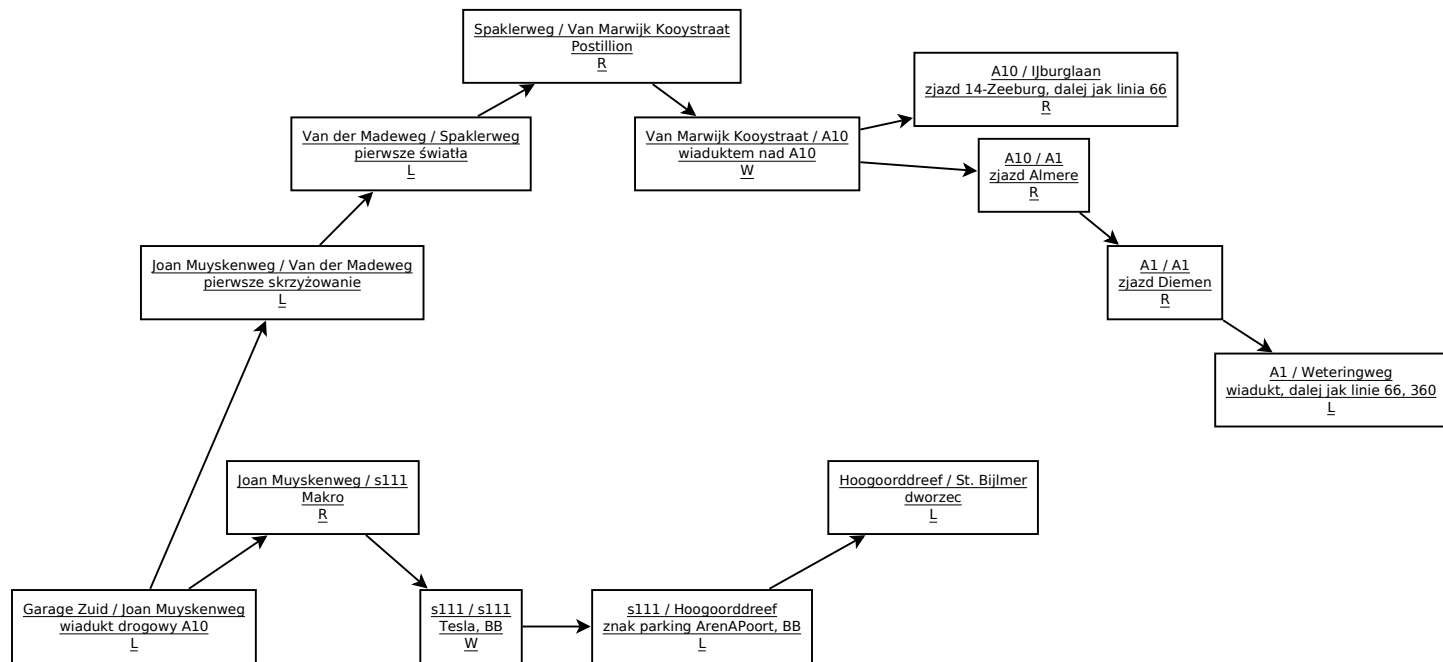 Spaklerweg / Van Marwijk Kooystraat
Postillion
R
A10 / IJburglaan
zjazd 14-Zeeburg, dalej jak linia 66
R
Van der Madeweg / Spaklerweg
pierwsze światła
L
Van Marwijk Kooystraat / A10
wiaduktem nad A10
W
A10 / A1
zjazd Almere
R
Joan Muyskenweg / Van der Madeweg
pierwsze skrzyżowanie
L
A1 / A1
zjazd Diemen
R
A1 / Weteringweg
wiadukt, dalej jak linie 66, 360
L
Joan Muyskenweg / s111
Makro
R
Hoogoorddreef / St. Bijlmer
dworzec
L
Garage Zuid / Joan Muyskenweg
wiadukt drogowy A10
L
s111 / s111
Tesla, BB
W
s111 / Hoogoorddreef
znak parking ArenAPoort, BB
L